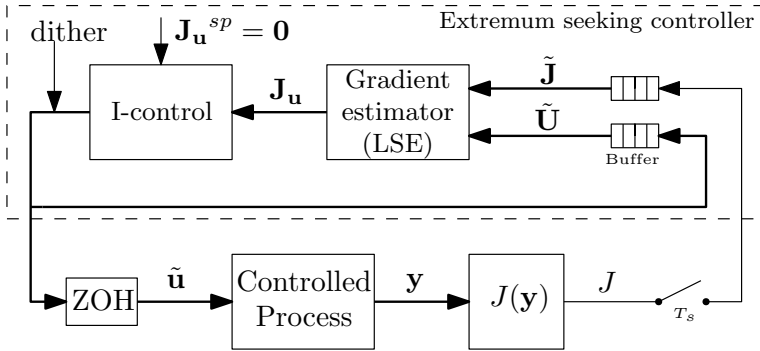 Extremum seeking controller
dither
J_u^{sp} = 0
I-control
J_u
Gradient
estimator
(LSE)
J̃
Ũ
Buffer
ZOH
ũ
Controlled
Process
y
J(y)
J
T_s